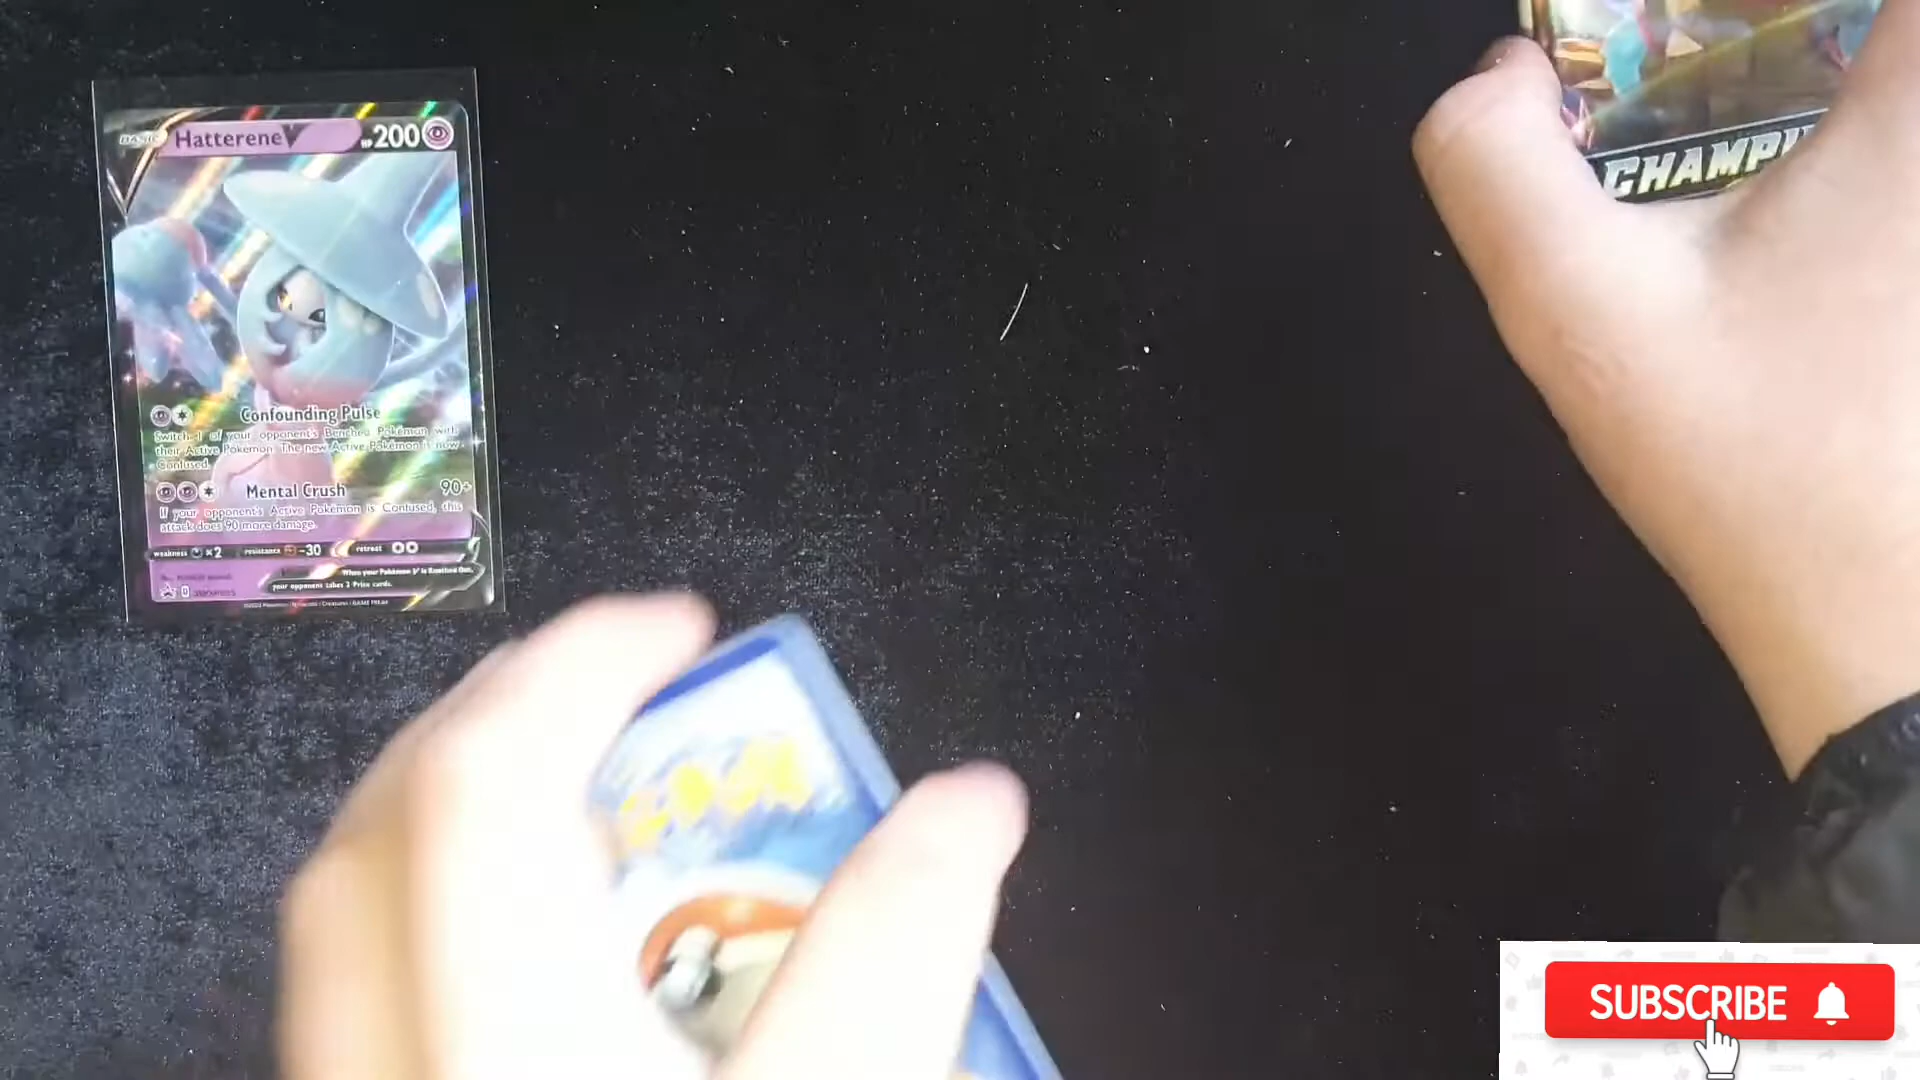 BASIC Hatterene V HP 200
CHAMPI
Confounding Pulse
Switch 1 of your opponent's Benched Pokémon with
their Active Pokémon. The new Active Pokémon is now
Confused.
Mental Crush 90+
If your opponent's Active Pokémon is Confused, this
attack does 90 more damage.
weakness ×2 resistance -30 retreat
When your Pokémon V is Knocked Out,
your opponent takes 2 Prize cards.
SUBSCRIBE